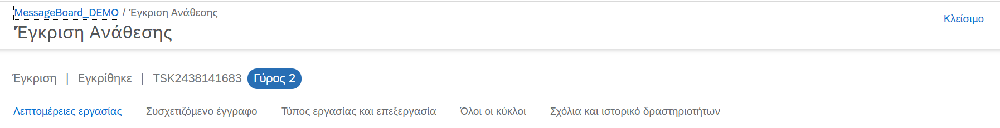 MessageBoard_DEMO / Έγκριση Ανάθεσης
Κλείσιμο
Έγκριση Ανάθεσης
Έγκριση | Εγκρίθηκε | TSK2438141683 Γύρος 2
Λεπτομέρειες εργασίας Συσχετιζόμενο έγγραφο Τύπος εργασίας και επεξεργασία Όλοι οι κύκλοι Σχόλια και ιστορικό δραστηριοτήτων